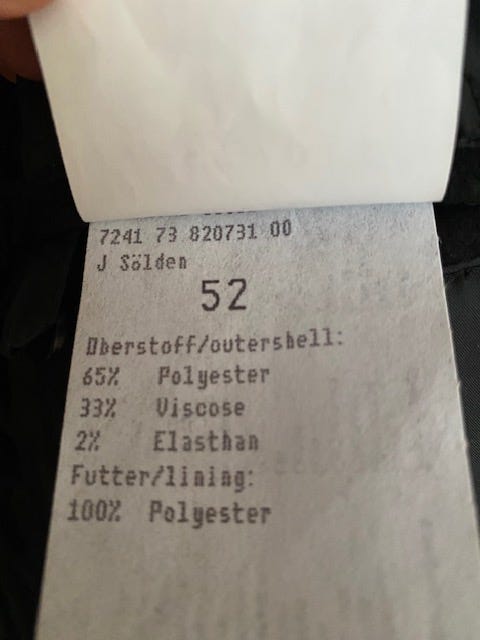 7241 73 820731 00
J Sölden
52
Oberstoff/outershell:
65% Polyester
33% Viscose
2% Elasthan
Futter/lining:
100% Polyester